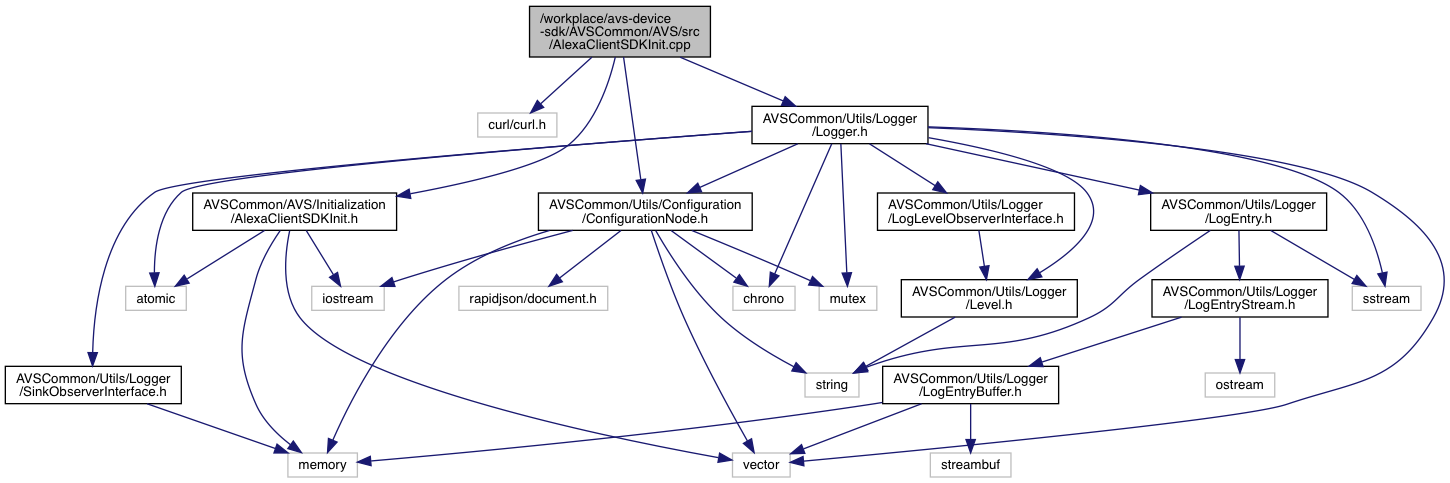 /workplace/avs-device
-sdk/AVSCommon/AVS/src
/AlexaClientSDKInit.cpp
curl/curl.h
AVSCommon/Utils/Logger
/Logger.h
AVSCommon/AVS/Initialization
/AlexaClientSDKInit.h
AVSCommon/Utils/Configuration
/ConfigurationNode.h
AVSCommon/Utils/Logger
/LogLevelObserverInterface.h
AVSCommon/Utils/Logger
/LogEntry.h
atomic
iostream
rapidjson/document.h
chrono
mutex
AVSCommon/Utils/Logger
/Level.h
AVSCommon/Utils/Logger
/LogEntryStream.h
sstream
AVSCommon/Utils/Logger
/SinkObserverInterface.h
string
AVSCommon/Utils/Logger
/LogEntryBuffer.h
ostream
memory
vector
streambuf